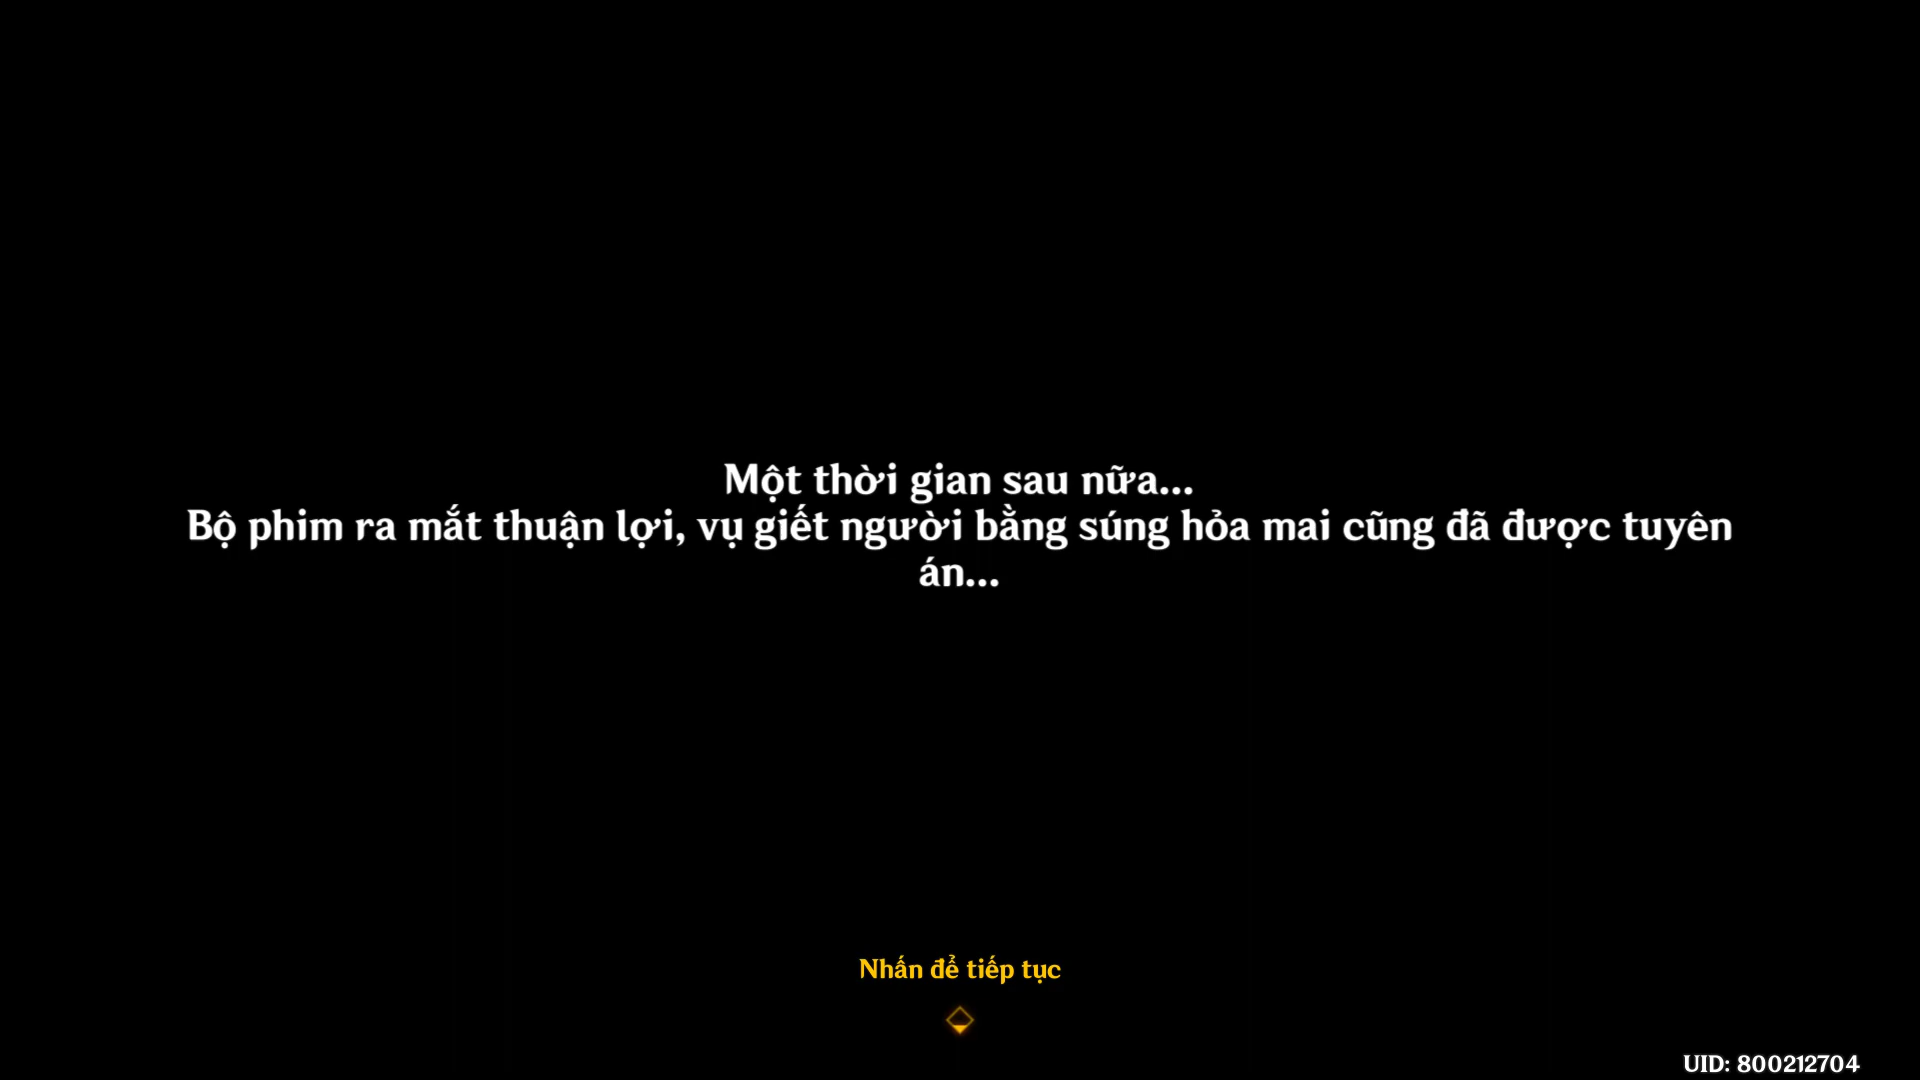 Một thời gian sau nữa...
Bộ phim ra mắt thuận lợi, vụ giết người bằng súng hỏa mai cũng đã được tuyên
án...
Nhấn để tiếp tục
UID: 800212704